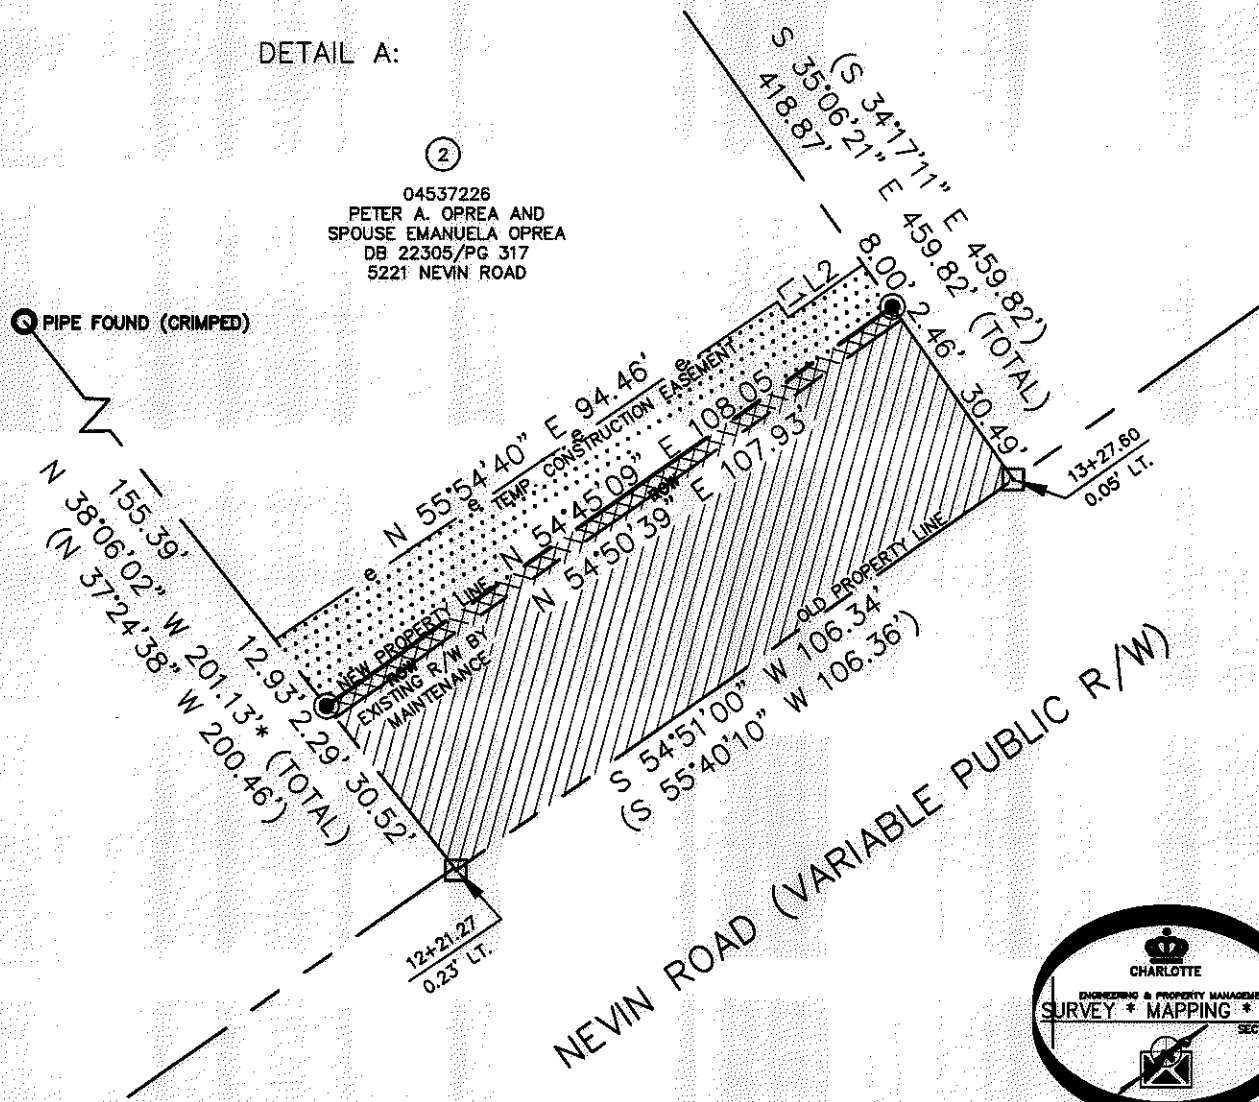 DETAIL A:
2
04537226
PETER A. OPREA AND
SPOUSE EMANUELA OPREA
DB 22305/PG 317
5221 NEVIN ROAD
PIPE FOUND (CRIMPED)
(S 34°17'11" E 459.82')
S 35°06'21" E 459.82' (TOTAL)
418.87'
8.00'
2.46'
30.49'
L2
N 55°54'40" E 94.46'
e e e e
TEMP. CONSTRUCTION EASEMENT
N 54°45'09" E 108.05'
NEW PROPERTY LINE
ROW
ROW
N 54°50'39" E 107.93'
EXISTING R/W BY
MAINTENANCE
155.39'
12.93'
2.29'
30.52'
N 38°06'02" W 201.13'* (TOTAL)
(N 37°24'38" W 200.46')
OLD PROPERTY LINE
S 54°51'00" W 106.34'
(S 55°40'10" W 106.36')
13+27.60
0.05' LT.
12+21.27
0.23' LT.
NEVIN ROAD (VARIABLE PUBLIC R/W)
CHARLOTTE
ENGINEERING & PROPERTY MANAGEME
SURVEY * MAPPING *
SEC